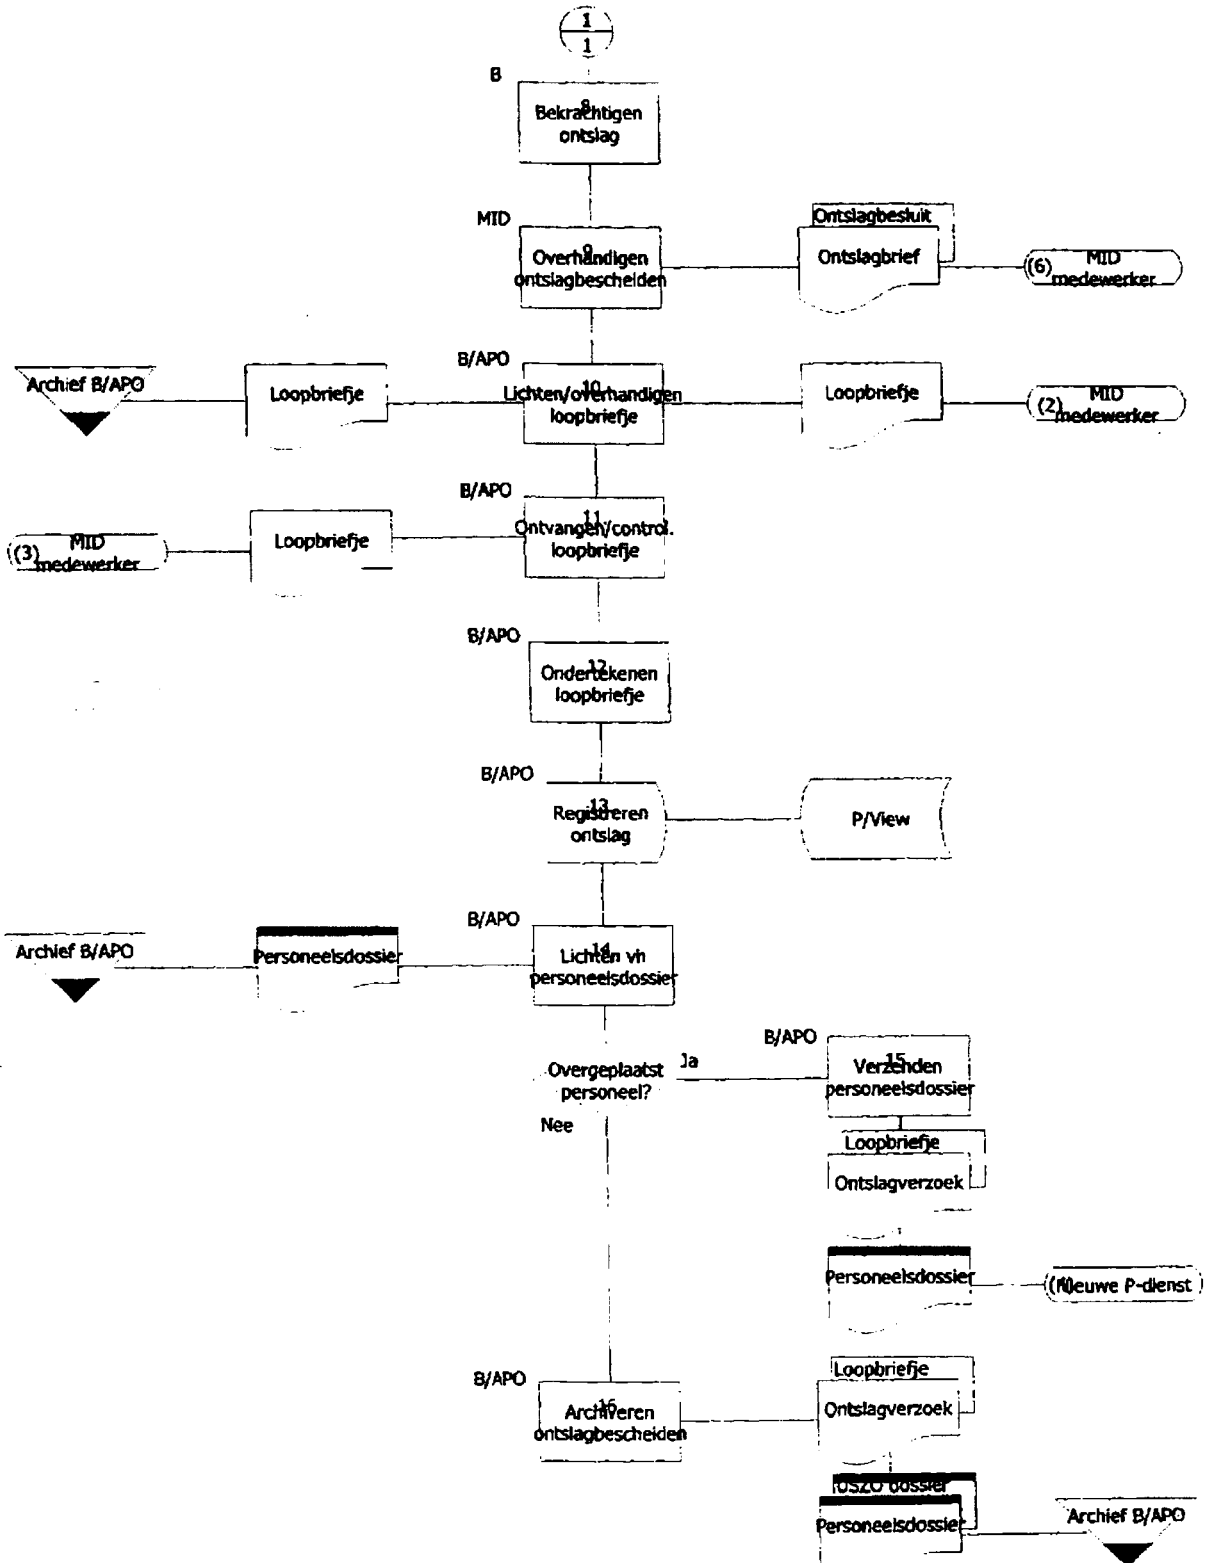 1
1
B
8
Bekrachtigen
ontslag
MID
9
Overhandigen
ontslagbescheiden
Ontslagbesluit
Ontslagbrief
(6) MID
medewerker
Archief B/APO
Loopbriefje
B/APO
10
Lichten/overhandigen
loopbriefje
Loopbriefje
(2) MID
medewerker
(3) MID
medewerker
Loopbriefje
B/APO
11
Ontvangen/control.
loopbriefje
B/APO
12
Ondertekenen
loopbriefje
B/APO
13
Registreren
ontslag
P/View
Archief B/APO
Personeelsdossier
B/APO
14
Lichten vh
personeelsdossier
Overgeplaatst
personeel?
Ja
Nee
B/APO
15
Verzenden
personeelsdossier
Loopbriefje
Ontslagverzoek
Personeelsdossier
Nieuwe P-dienst
B/APO
16
Archiveren
ontslagbescheiden
Loopbriefje
Ontslagverzoek
USZO dossier
Personeelsdossier
Archief B/APO